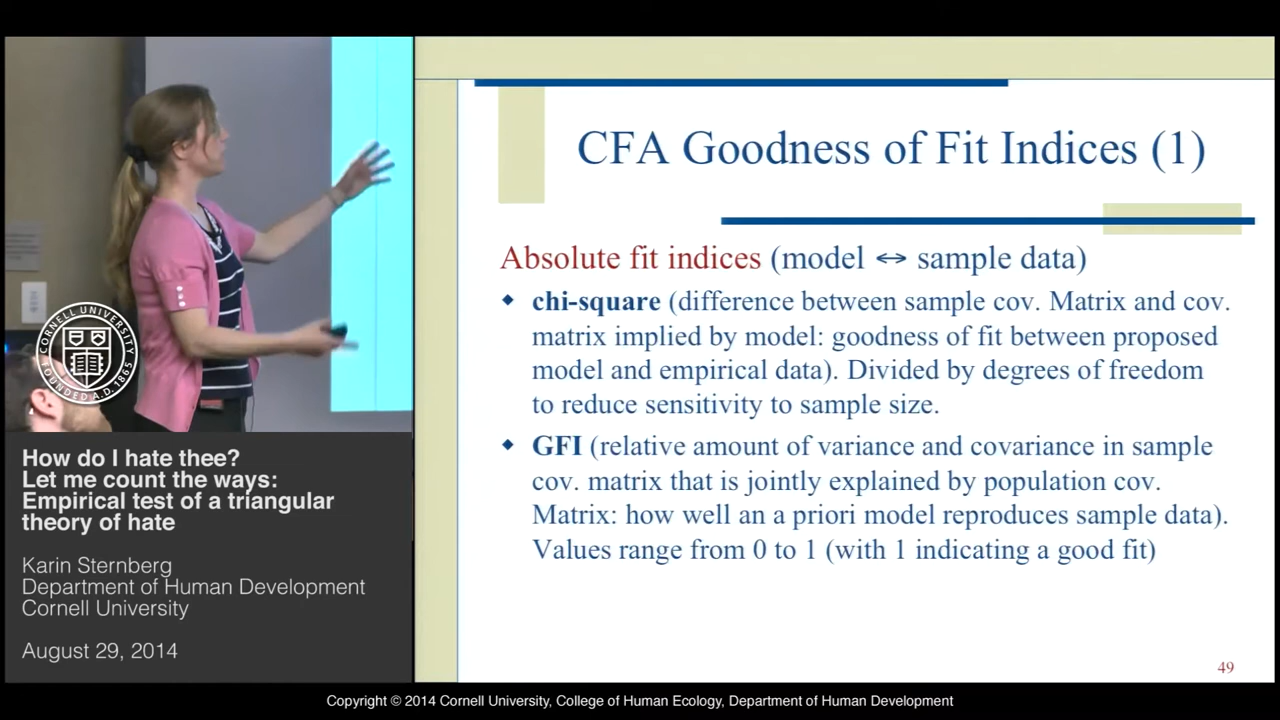 CFA Goodness of Fit Indices (1)
Absolute fit indices (model ↔ sample data)
chi-square (difference between sample cov. Matrix and cov.
matrix implied by model: goodness of fit between proposed
model and empirical data). Divided by degrees of freedom
to reduce sensitivity to sample size.
GFI (relative amount of variance and covariance in sample
cov. matrix that is jointly explained by population cov.
Matrix: how well an a priori model reproduces sample data).
Values range from 0 to 1 (with 1 indicating a good fit)
49
CORNELL UNIVERSITY
FOUNDED A.D. 1865
How do I hate thee?
Let me count the ways:
Empirical test of a triangular
theory of hate
Karin Sternberg
Department of Human Development
Cornell University
August 29, 2014
Copyright © 2014 Cornell University, College of Human Ecology, Department of Human Development